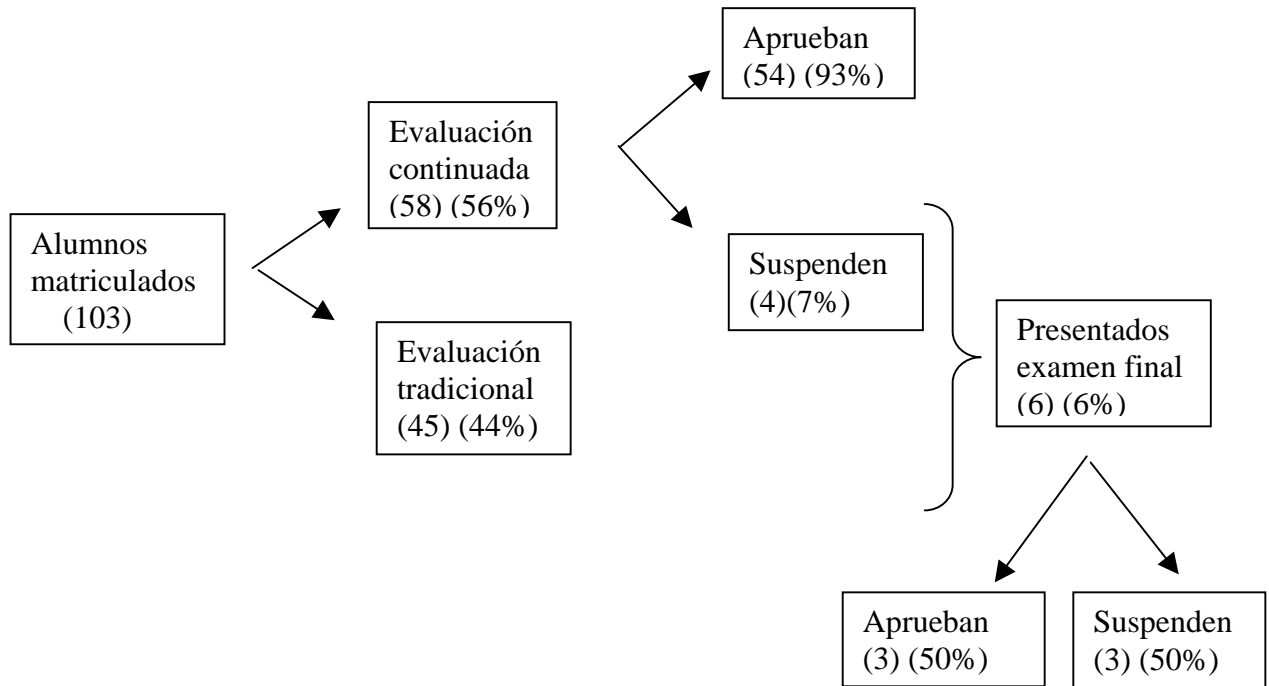 Alumnos
matriculados
(103)
Evaluación
continuada
(58) (56%)
Evaluación
tradicional
(45) (44%)
Aprueban
(54) (93%)
Suspenden
(4)(7%)
Presentados
examen final
(6) (6%)
Aprueban
(3) (50%)
Suspenden
(3) (50%)